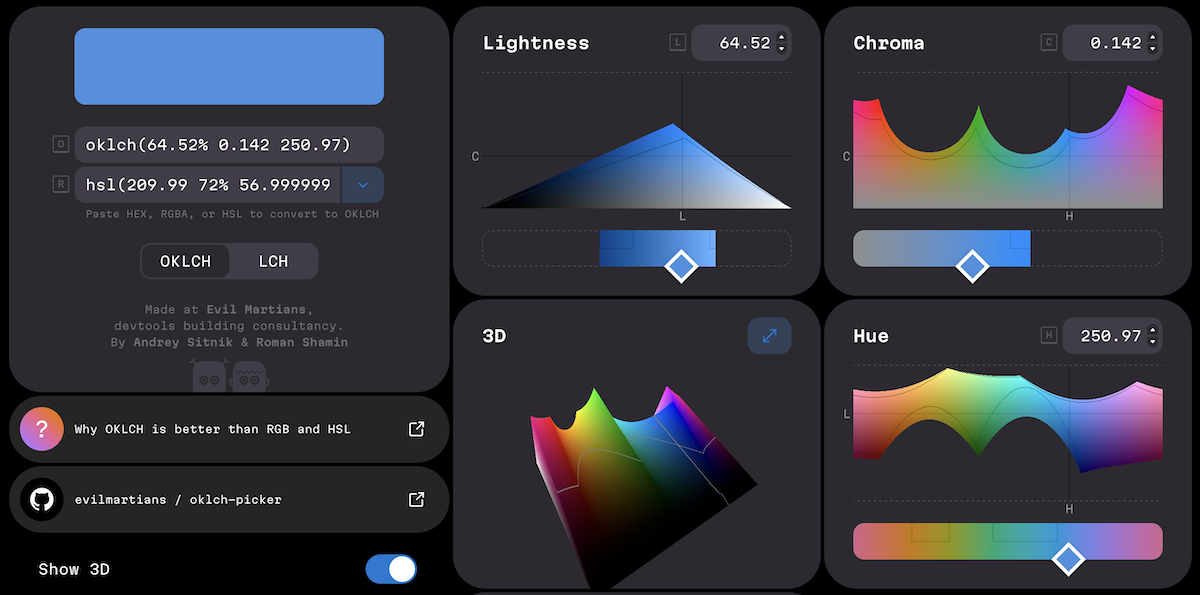 O
oklch(64.52% 0.142 250.97)
R
hsl(209.99 72% 56.999999
Paste HEX, RGBA, or HSL to convert to OKLCH
OKLCH
LCH
Made at Evil Martians,
devtools building consultancy.
By Andrey Sitnik & Roman Shamin
?
Why OKLCH is better than RGB and HSL
evilmartians / oklch-picker
Show 3D
Lightness
L
64.52
C
L
Chroma
C
0.142
C
H
3D
Hue
H
250.97
L
H